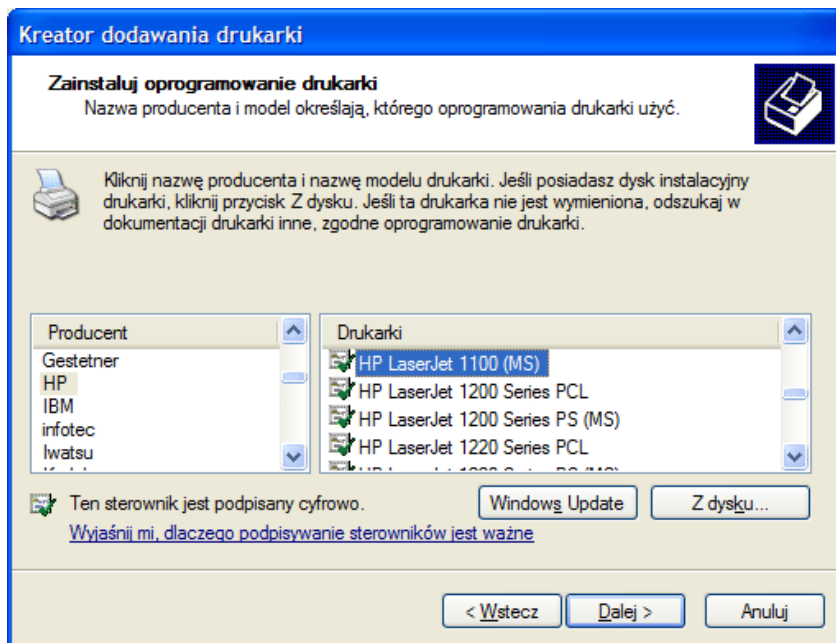 Kreator dodawania drukarki
Zainstaluj oprogramowanie drukarki
Nazwa producenta i model określają, którego oprogramowania drukarki użyć.
Kliknij nazwę producenta i nazwę modelu drukarki. Jeśli posiadasz dysk instalacyjny
drukarki, kliknij przycisk Z dysku. Jeśli ta drukarka nie jest wymieniona, odszukaj w
dokumentacji drukarki inne, zgodne oprogramowanie drukarki.
Producent
Gestetner
HP
IBM
infotec
Iwatsu
Drukarki
HP LaserJet 1100 (MS)
HP LaserJet 1200 Series PCL
HP LaserJet 1200 Series PS (MS)
HP LaserJet 1220 Series PCL
Ten sterownik jest podpisany cyfrowo.
Windows Update
Z dysku...
Wyjaśnij mi, dlaczego podpisywanie sterowników jest ważne
< Wstecz
Dalej >
Anuluj